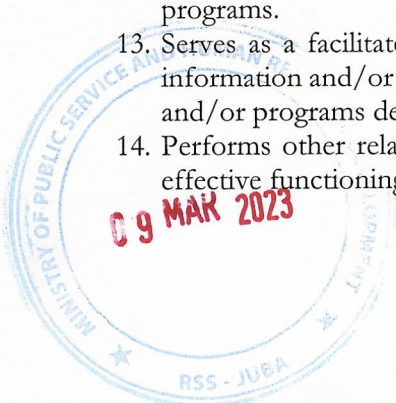 programs.
13. Serves as a facilitat
information and/or
and/or programs de
14. Performs other rela
effective functioning
09 MAR 2023
MINISTRY OF PUBLIC SERVICE AND HUMAN RE
LOPMENT
RSS - JUBA